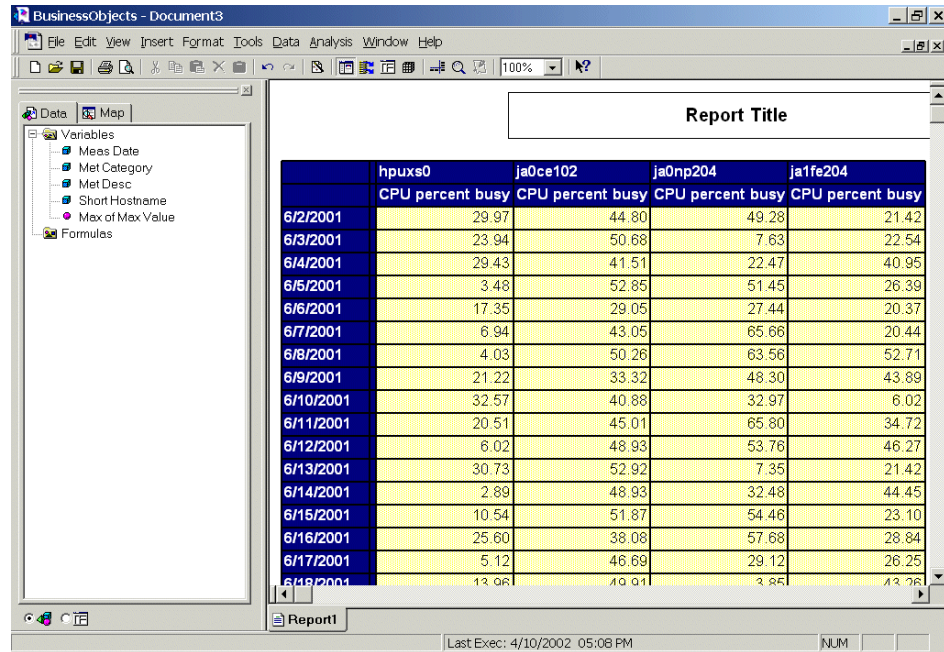 BusinessObjects - Document3
File Edit View Insert Format Tools Data Analysis Window Help
100%
Data Map
Variables
Meas Date
Met Category
Met Desc
Short Hostname
Max of Max Value
Formulas
Report Title
hpuxs0 ja0ce102 ja0np204 ja1fe204
CPU percent busy CPU percent busy CPU percent busy CPU percent busy
6/2/2001 29.97 44.80 49.28 21.42
6/3/2001 23.94 50.68 7.63 22.54
6/4/2001 29.43 41.51 22.47 40.95
6/5/2001 3.48 52.85 51.45 26.39
6/6/2001 17.35 29.05 27.44 20.37
6/7/2001 6.94 43.05 65.66 20.44
6/8/2001 4.03 50.26 63.56 52.71
6/9/2001 21.22 33.32 48.30 43.89
6/10/2001 32.57 40.88 32.97 6.02
6/11/2001 20.51 45.01 65.80 34.72
6/12/2001 6.02 48.93 53.76 46.27
6/13/2001 30.73 52.92 7.35 21.42
6/14/2001 2.89 48.93 32.48 44.45
6/15/2001 10.54 51.87 54.46 23.10
6/16/2001 25.60 38.08 57.68 28.84
6/17/2001 5.12 46.69 29.12 26.25
6/18/2001 13.96 49.91 3.85 43.26
Report1
Last Exec: 4/10/2002 05:08 PM NUM